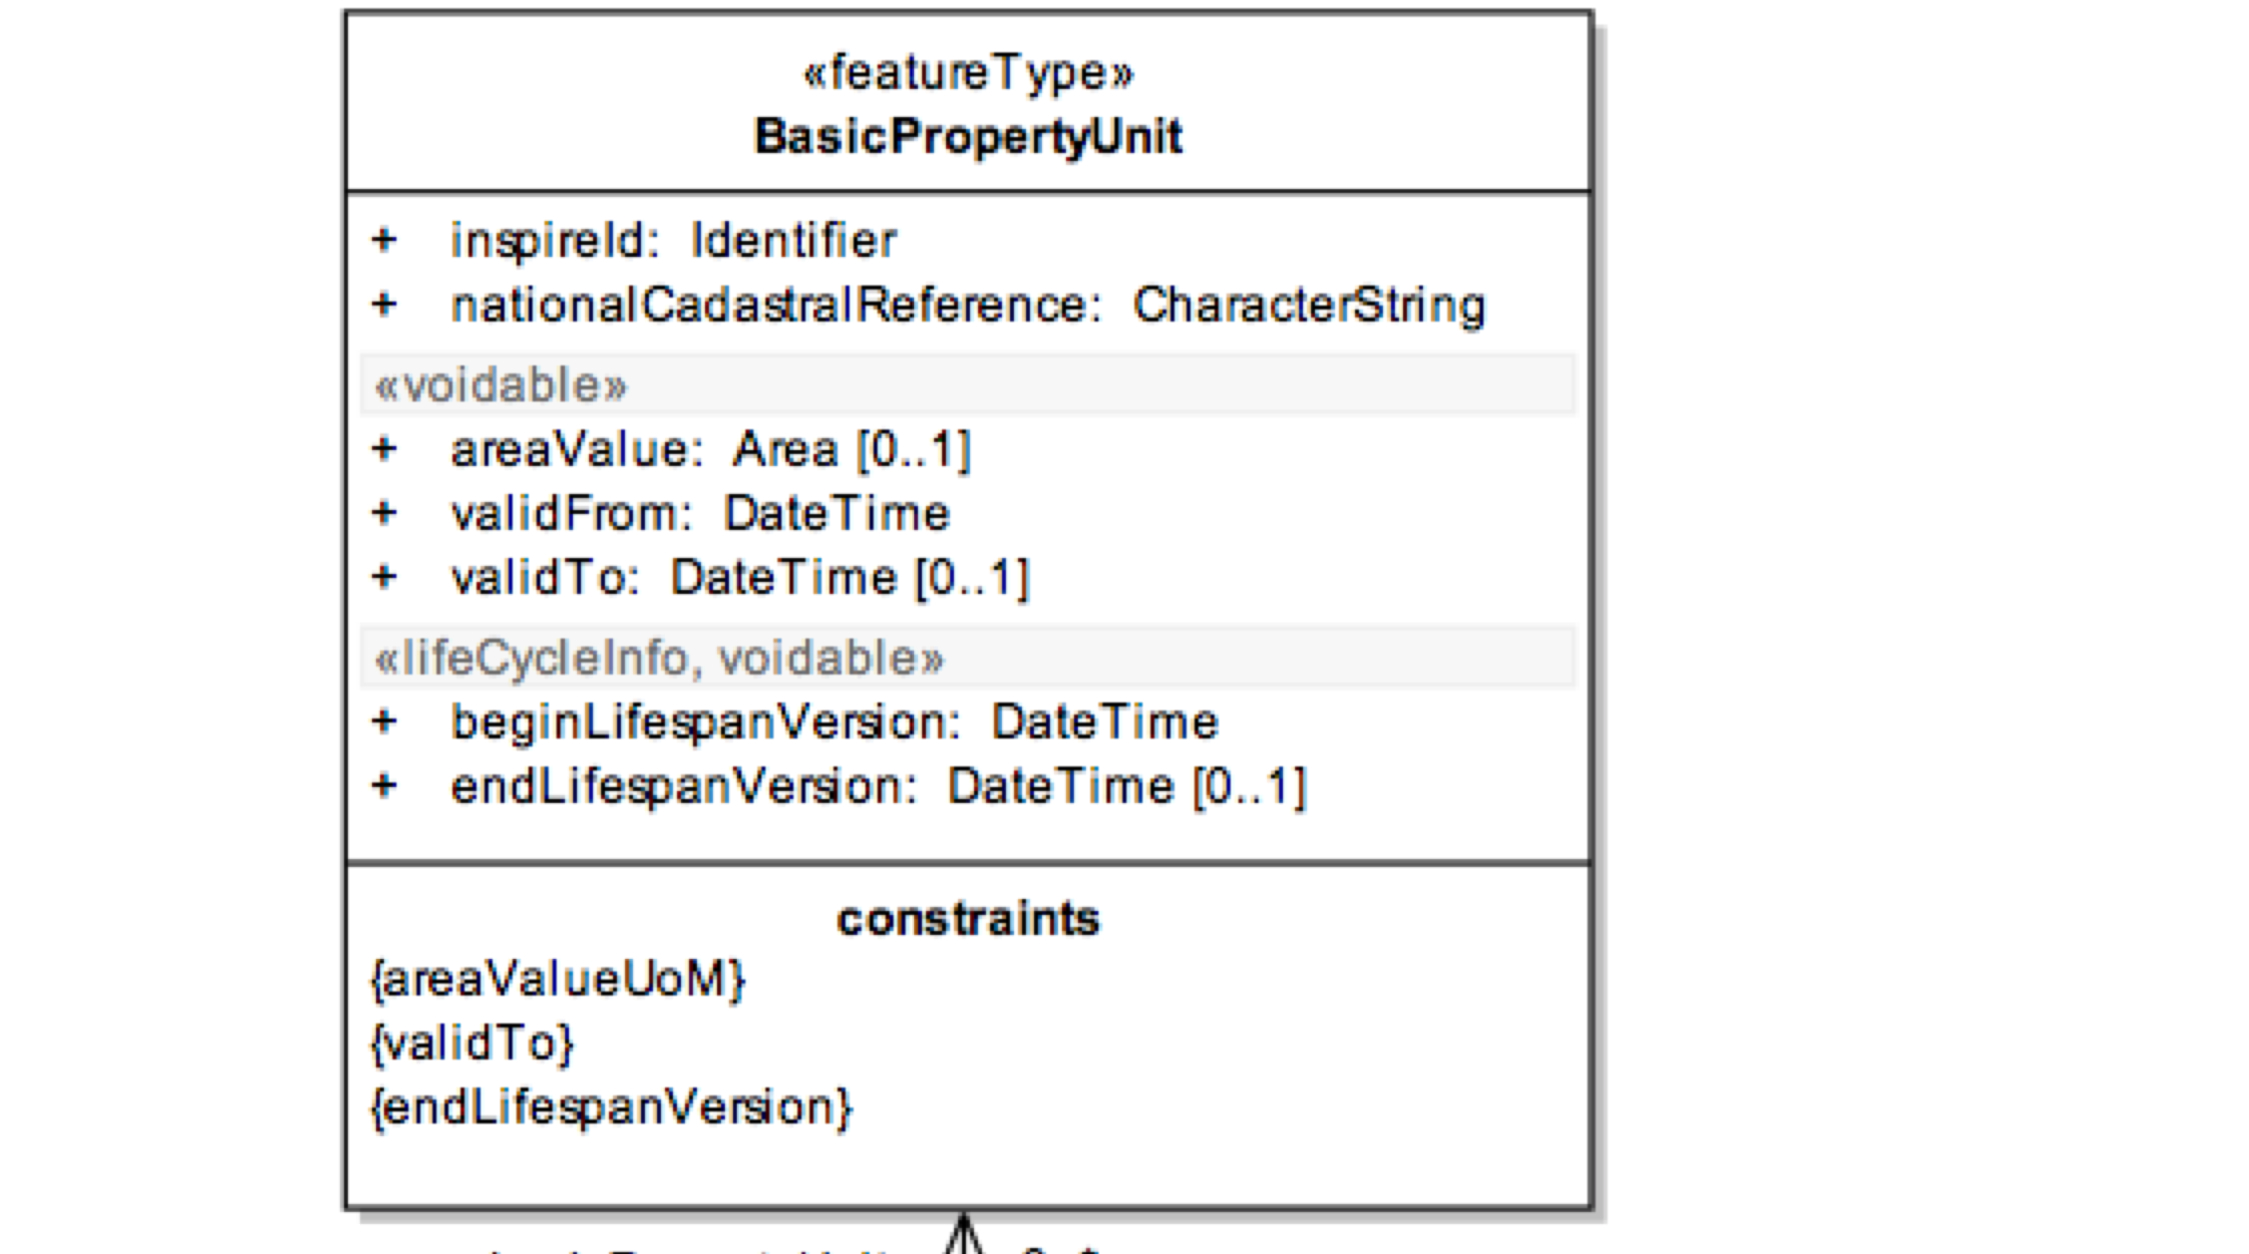 «featureType»
BasicPropertyUnit
+ inspireId: Identifier
+ nationalCadastralReference: CharacterString
«voidable»
+ areaValue: Area [0..1]
+ validFrom: DateTime
+ validTo: DateTime [0..1]
«lifeCycleInfo, voidable»
+ beginLifespanVersion: DateTime
+ endLifespanVersion: DateTime [0..1]
constraints
{areaValueUoM}
{validTo}
{endLifespanVersion}